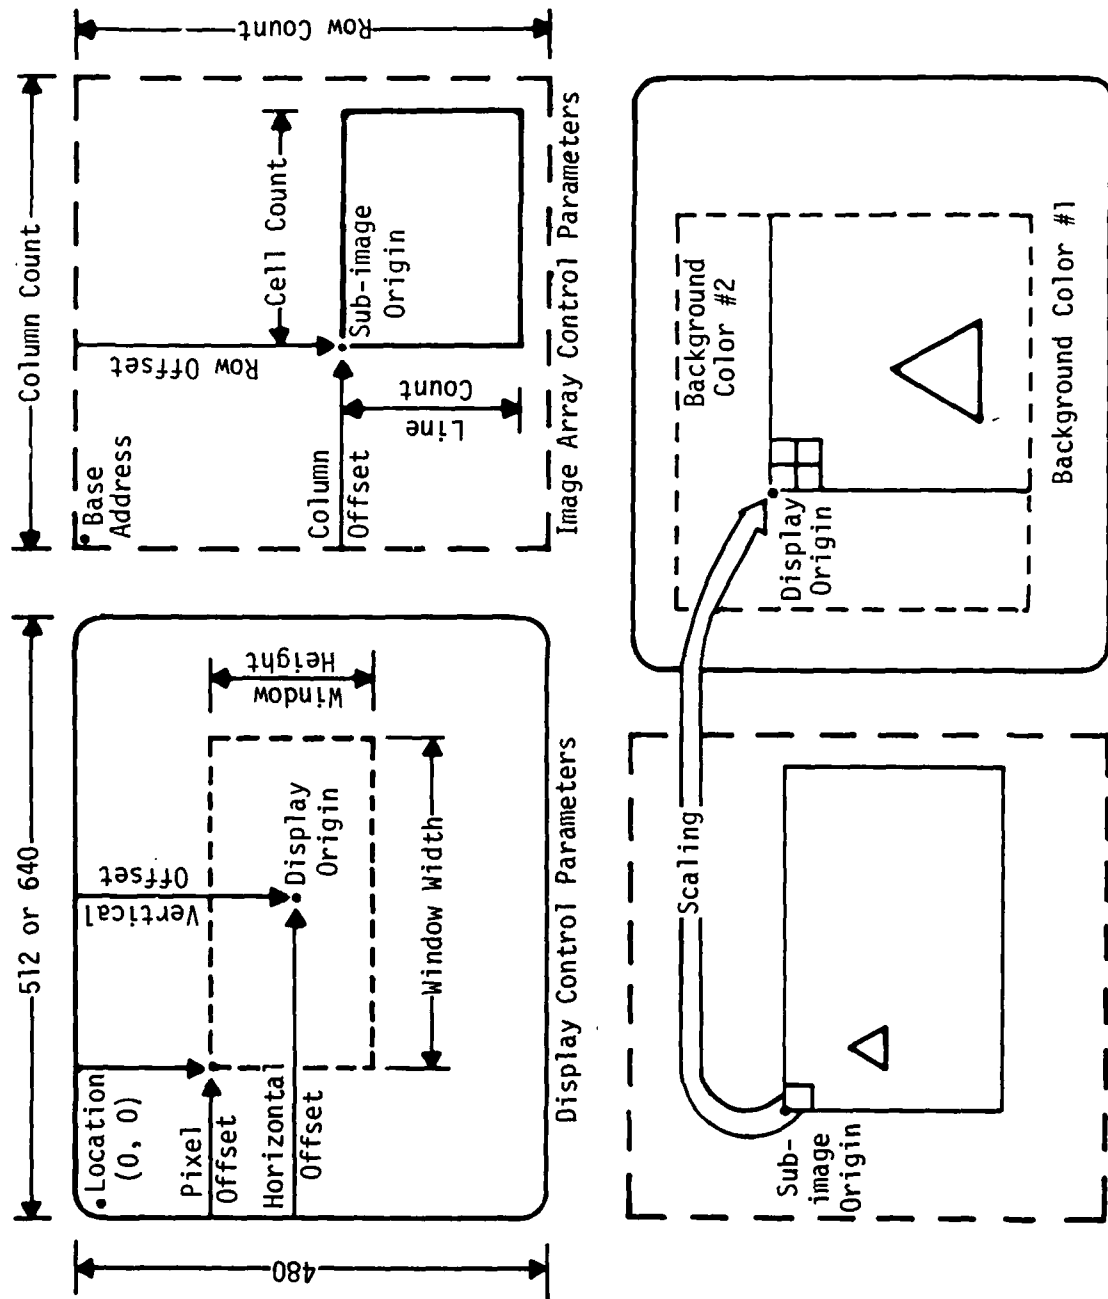 512 or 640
480
Location
(0, 0)
Pixel
Offset
Horizontal
Offset
Vertical
Offset
Display
Origin
Window
Height
Window Width
Display Control Parameters
Column Count
Row Count
Base
Address
Row Offset
Cell Count
Sub-image
Origin
Column
Offset
Line
Count
Image Array Control Parameters
Sub-
image
Origin
Scaling
Display
Origin
Background
Color #2
Background Color #1